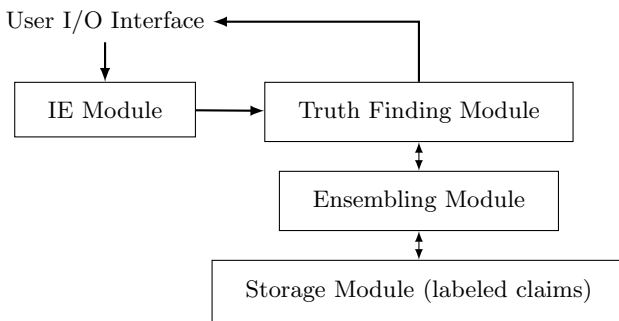 User I/O Interface
IE Module
Truth Finding Module
Ensembling Module
Storage Module (labeled claims)